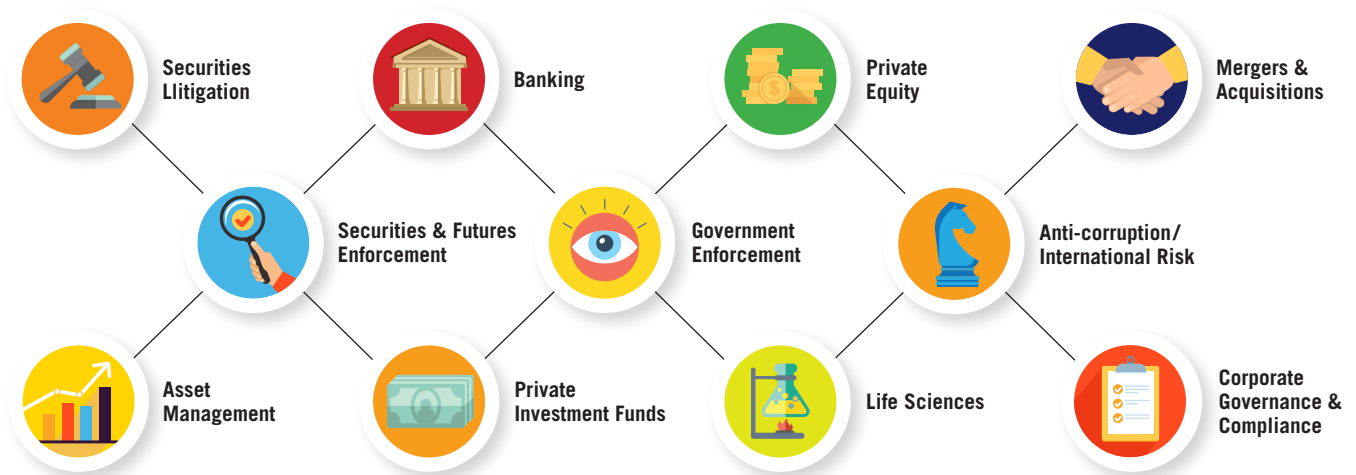 Securities
Llitigation
Banking
Private
Equity
Mergers &
Acquisitions
Securities & Futures
Enforcement
Government
Enforcement
Anti-corruption/
International Risk
Asset
Management
Private
Investment Funds
Life Sciences
Corporate
Governance &
Compliance
$